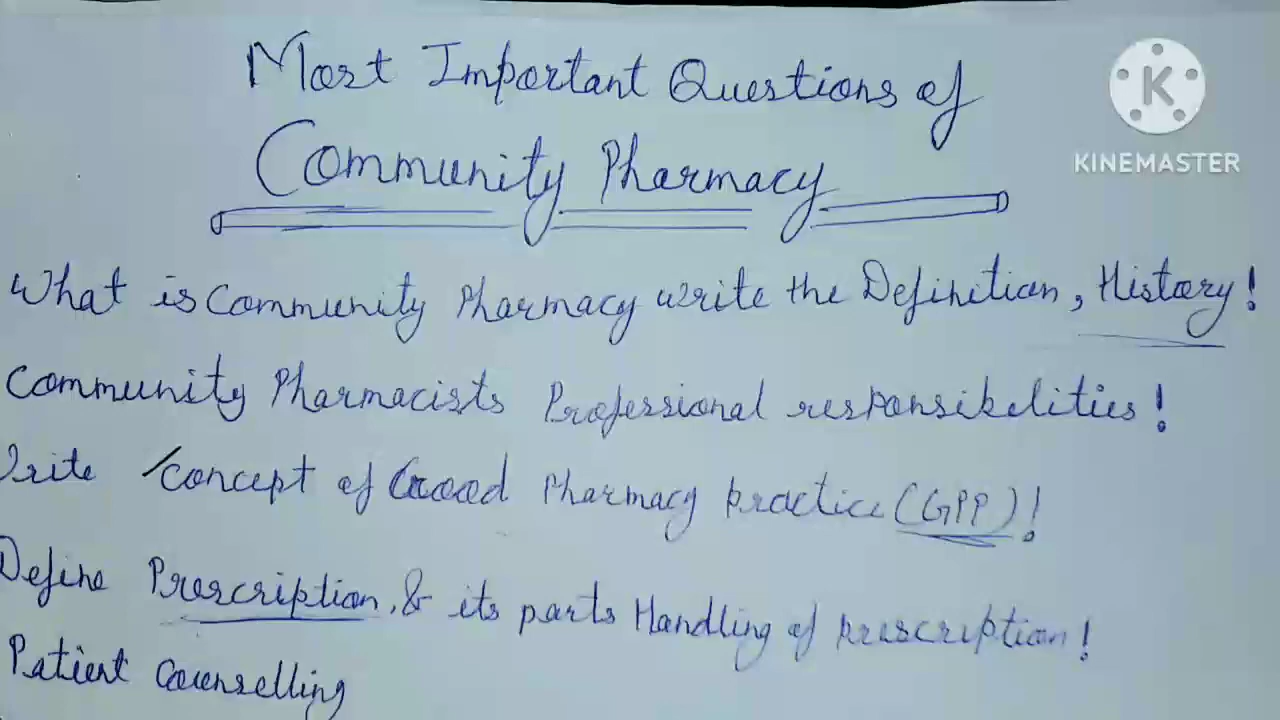 Most Important Questions of
Community Pharmacy
K
KINEMASTER
What is Community Pharmacy write the Definition, History!
Community Pharmacists Professional responsibilities!
rite concept of Good Pharmacy practice (GPP)!
Define Prescription, & its parts Handling of prescription!
Patient Counselling